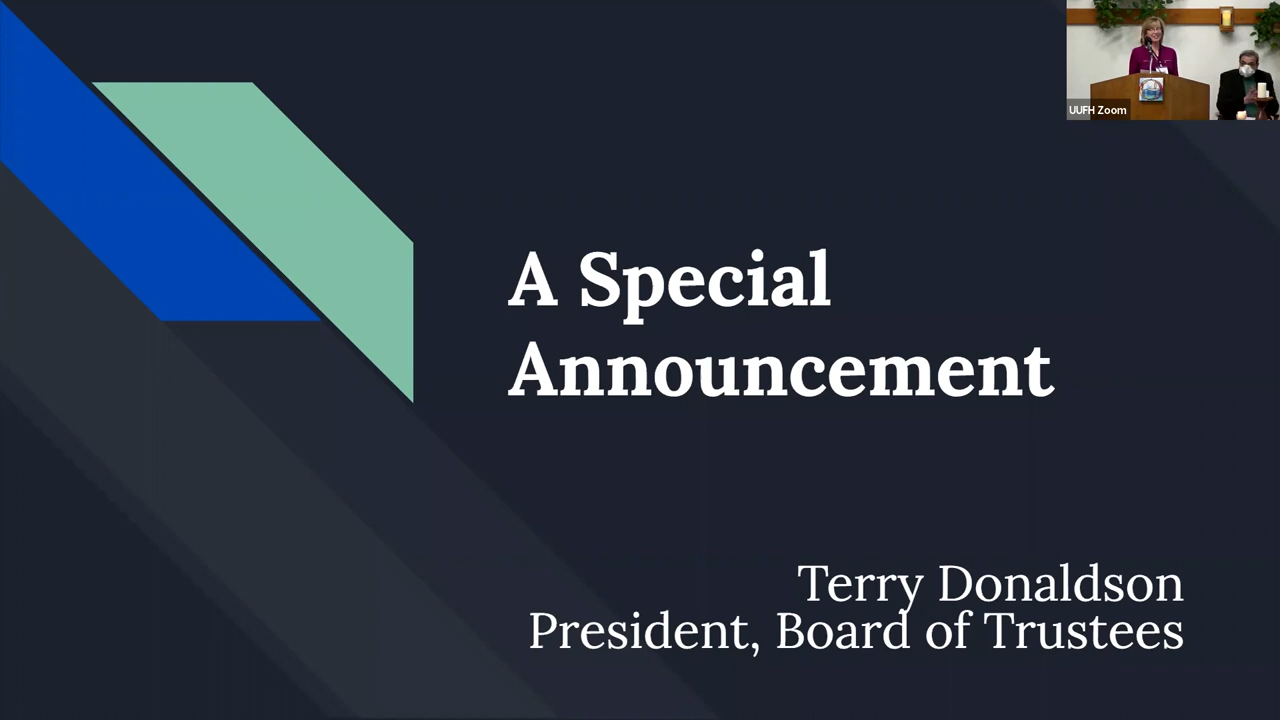 UUFH Zoom
A Special
Announcement
Terry Donaldson
President, Board of Trustees